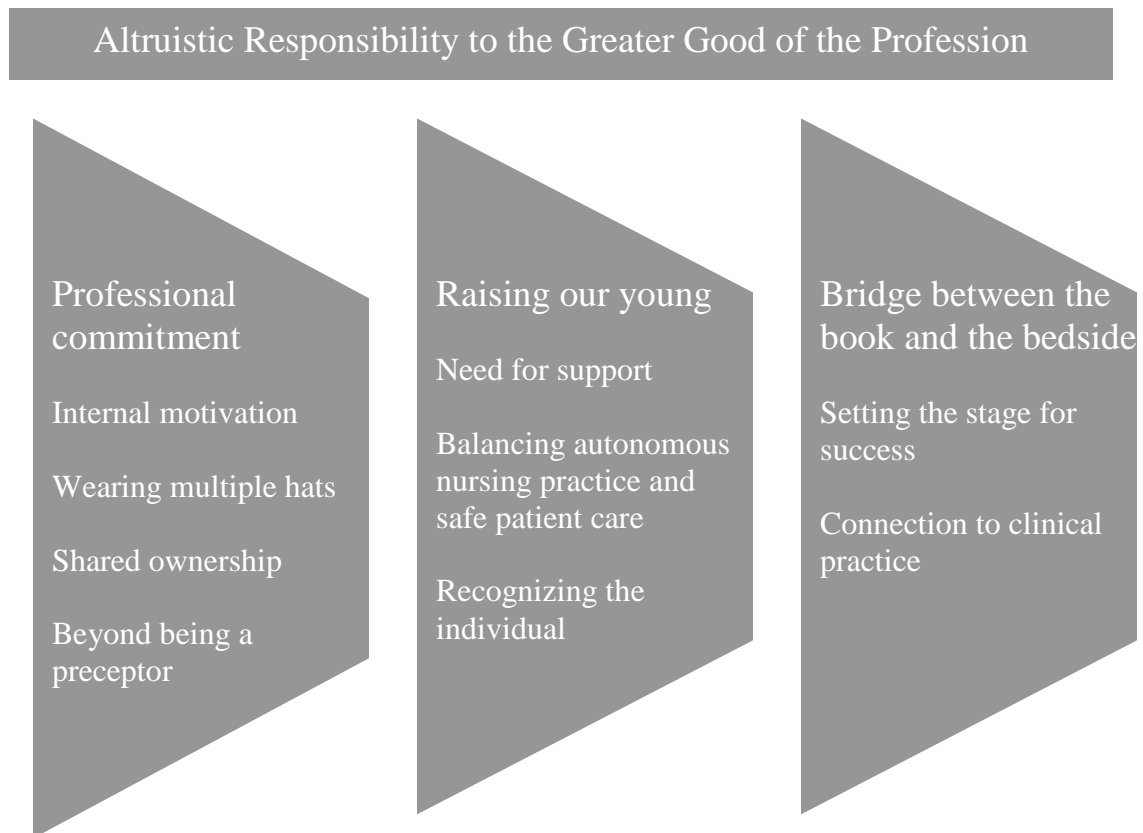 Altruistic Responsibility to the Greater Good of the Profession
Professional
commitment
Internal motivation
Wearing multiple hats
Shared ownership
Beyond being a
preceptor
Raising our young
Need for support
Balancing autonomous
nursing practice and
safe patient care
Recognizing the
individual
Bridge between the
book and the bedside
Setting the stage for
success
Connection to clinical
practice